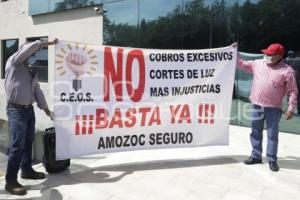 NO
COBROS EXCESIVOS
CORTES DE LUZ
MAS INJUSTICIAS
C.E.O.S.
¡¡¡BASTA YA !!!
AMOZOC SEGURO